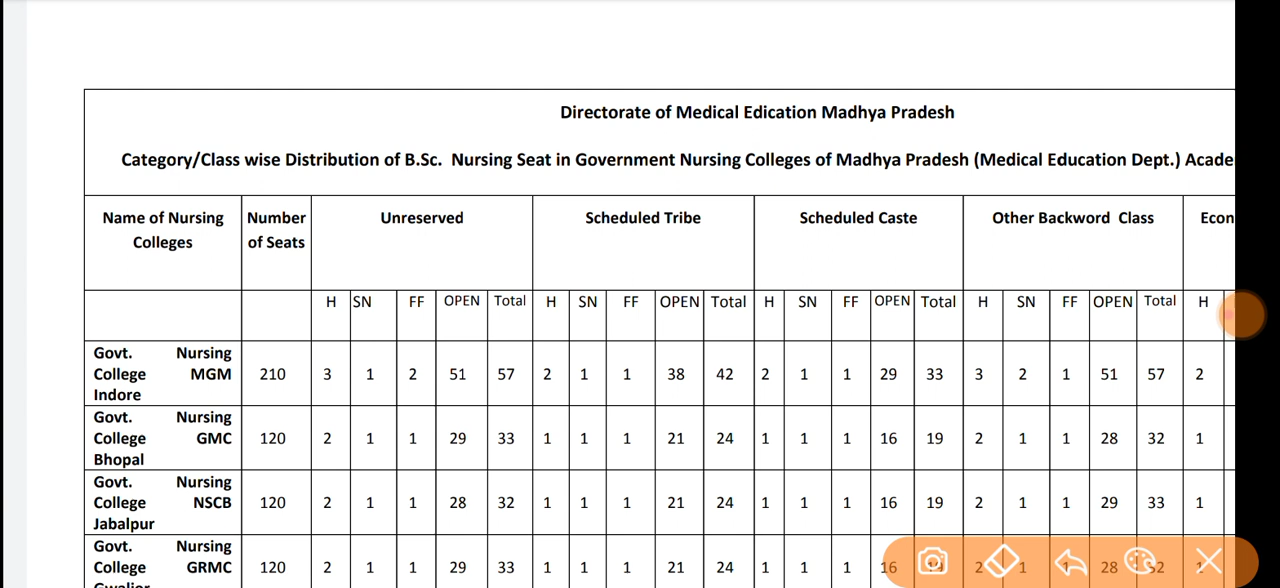 Directorate of Medical Edication Madhya Pradesh
Category/Class wise Distribution of B.Sc. Nursing Seat in Government Nursing Colleges of Madhya Pradesh (Medical Education Dept.) Acade
Name of Nursing Colleges Number of Seats Unreserved Scheduled Tribe Scheduled Caste Other Backword Class Econ
H SN FF OPEN Total H SN FF OPEN Total H SN FF OPEN Total H SN FF OPEN Total H
Govt. Nursing College MGM Indore 210 3 1 2 51 57 2 1 1 38 42 2 1 1 29 33 3 2 1 51 57 2
Govt. Nursing College GMC Bhopal 120 2 1 1 29 33 1 1 1 21 24 1 1 1 16 19 2 1 1 28 32 1
Govt. Nursing College NSCB Jabalpur 120 2 1 1 28 32 1 1 1 21 24 1 1 1 16 19 2 1 1 29 33 1
Govt. Nursing College GRMC 120 2 1 1 29 33 1 1 1 21 24 1 1 1 16 19 2 1 1 28 32 1